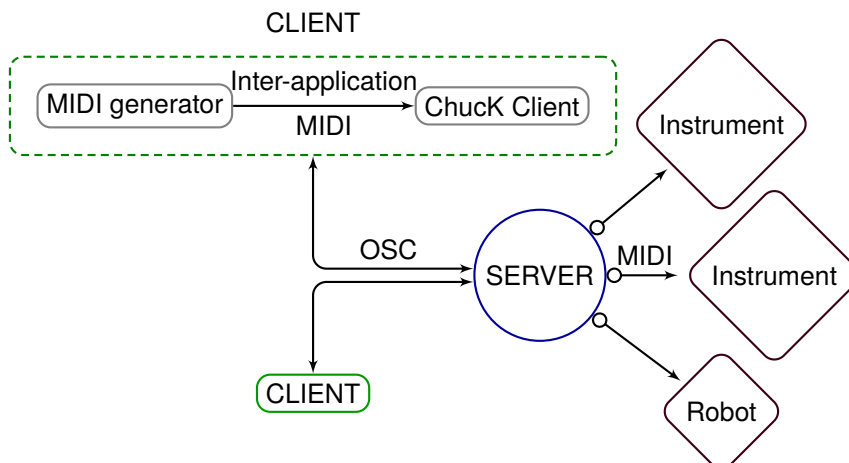 CLIENT
Inter-application
MIDI generator
ChucK Client
MIDI
Instrument
OSC
SERVER
MIDI
Instrument
CLIENT
Robot